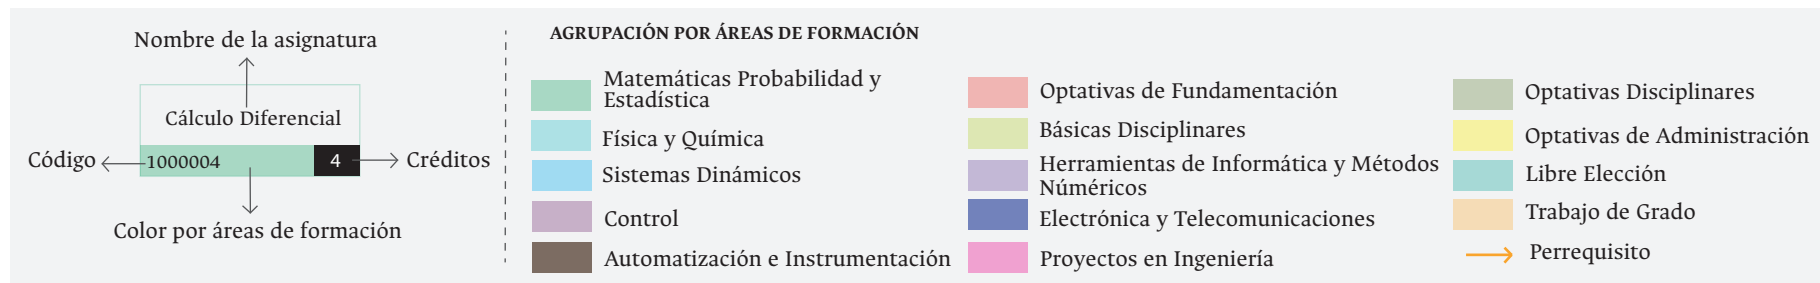 Nombre de la asignatura
Cálculo Diferencial
Código
1000004
4
Créditos
Color por áreas de formación
AGRUPACIÓN POR ÁREAS DE FORMACIÓN
Matemáticas Probabilidad y
Estadística
Física y Química
Sistemas Dinámicos
Control
Automatización e Instrumentación
Optativas de Fundamentación
Básicas Disciplinares
Herramientas de Informática y Métodos
Núméricos
Electrónica y Telecomunicaciones
Proyectos en Ingeniería
Optativas Disciplinares
Optativas de Administración
Libre Elección
Trabajo de Grado
Perrequisito